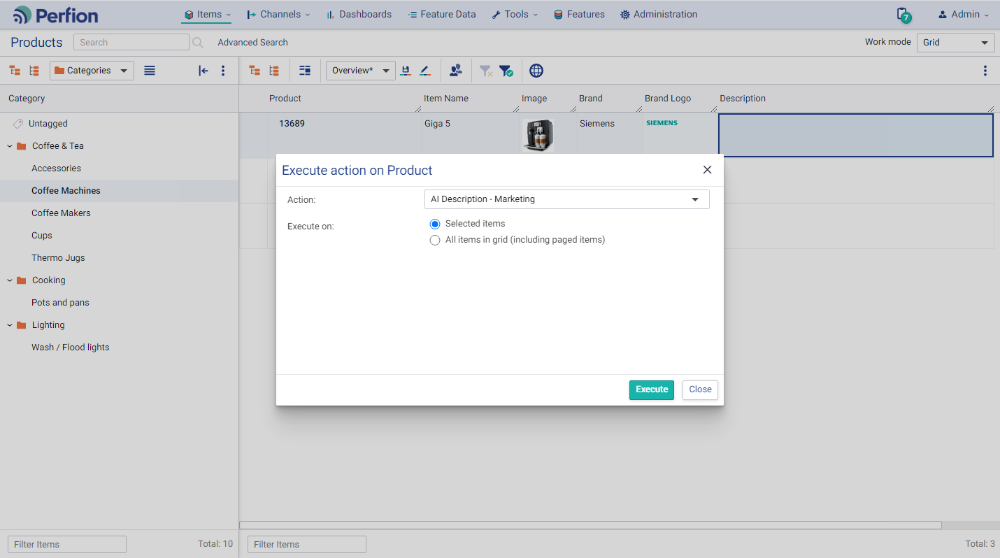 Perfion
Items Channels Dashboards Feature Data Tools Features Administration 7 Admin
Products Search Advanced Search Work mode Grid
Categories Overview*
Category Product Item Name Image Brand Brand Logo Description
Untagged 13689 Giga 5 Siemens SIEMENS
Coffee & Tea
Accessories
Coffee Machines
Coffee Makers
Cups
Thermo Jugs
Cooking
Pots and pans
Lighting
Wash / Flood lights
Execute action on Product
Action: AI Description - Marketing
Execute on: Selected items
All items in grid (including paged items)
Execute Close
Filter Items Total: 10 Filter Items Total: 3